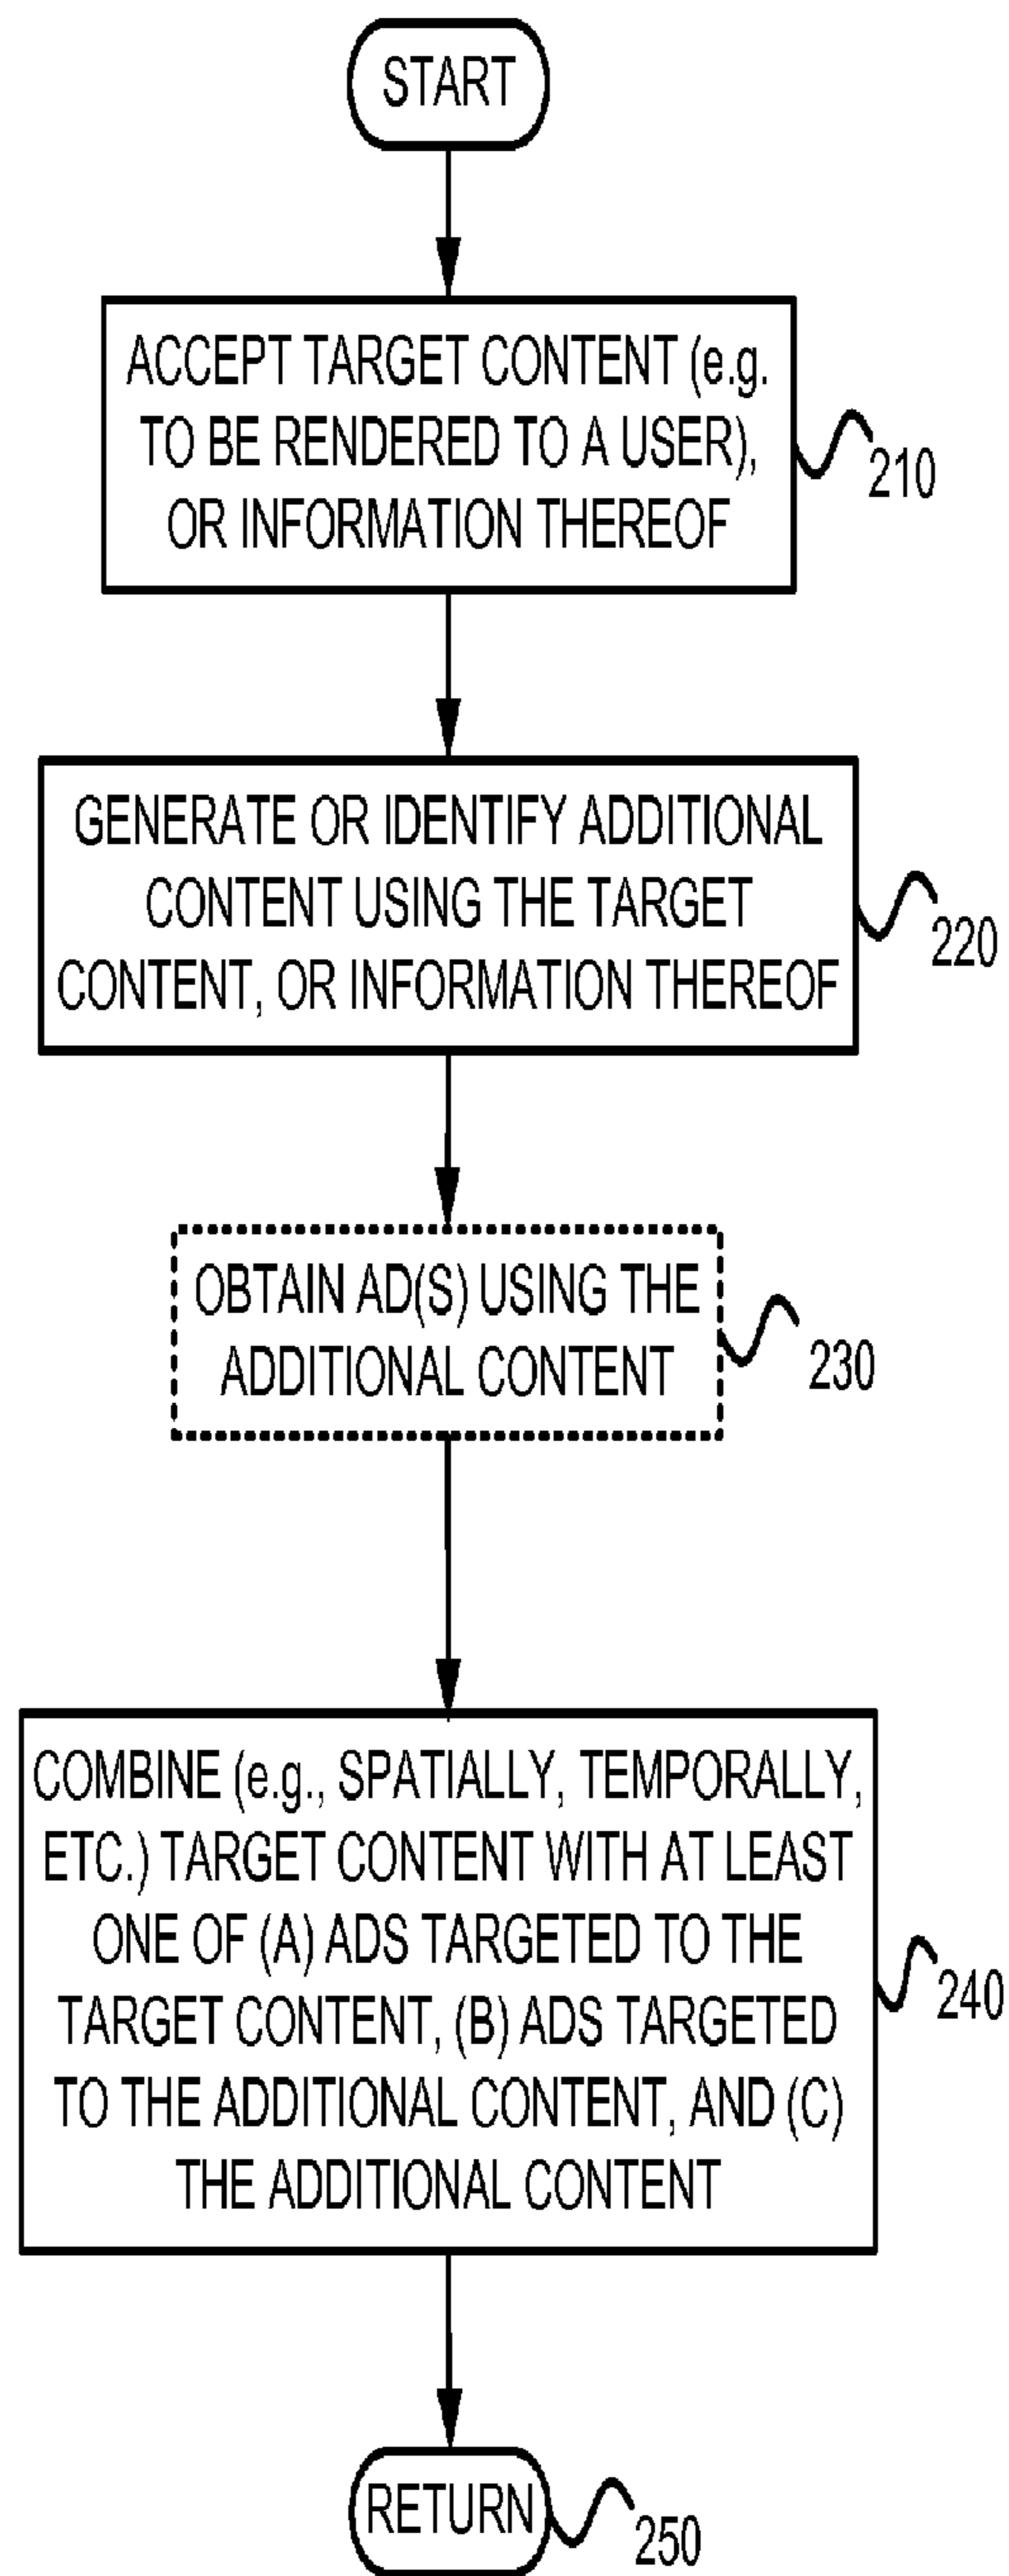 START
ACCEPT TARGET CONTENT (e.g.
TO BE RENDERED TO A USER),
OR INFORMATION THEREOF
210
GENERATE OR IDENTIFY ADDITIONAL
CONTENT USING THE TARGET
CONTENT, OR INFORMATION THEREOF
220
OBTAIN AD(S) USING THE
ADDITIONAL CONTENT
230
COMBINE (e.g., SPATIALLY, TEMPORALLY,
ETC.) TARGET CONTENT WITH AT LEAST
ONE OF (A) ADS TARGETED TO THE
TARGET CONTENT, (B) ADS TARGETED
TO THE ADDITIONAL CONTENT, AND (C)
THE ADDITIONAL CONTENT
240
RETURN
250